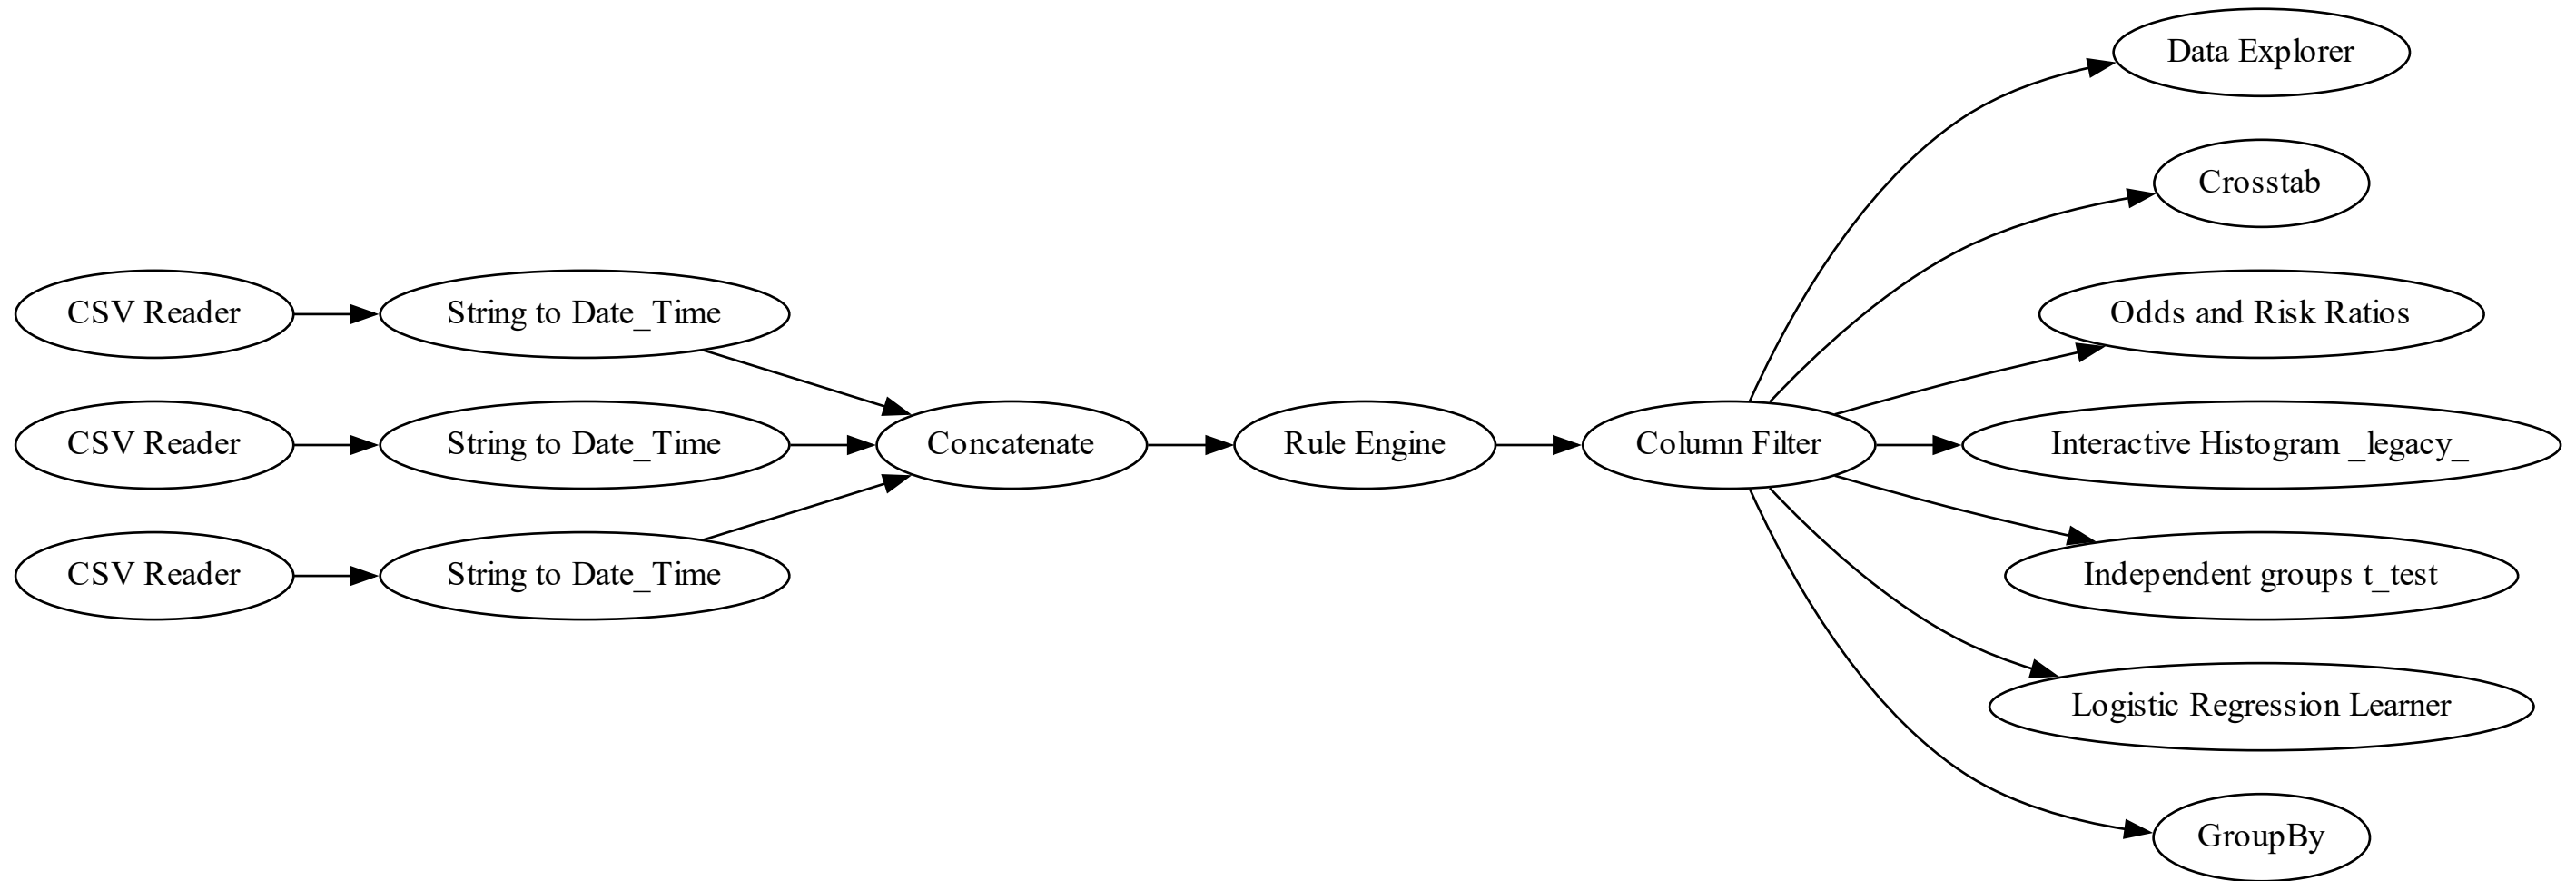 Data Explorer
Crosstab
CSV Reader
String to Date_Time
Odds and Risk Ratios
CSV Reader
String to Date_Time
Concatenate
Rule Engine
Column Filter
Interactive Histogram _legacy_
CSV Reader
String to Date_Time
Independent groups t_test
Logistic Regression Learner
GroupBy